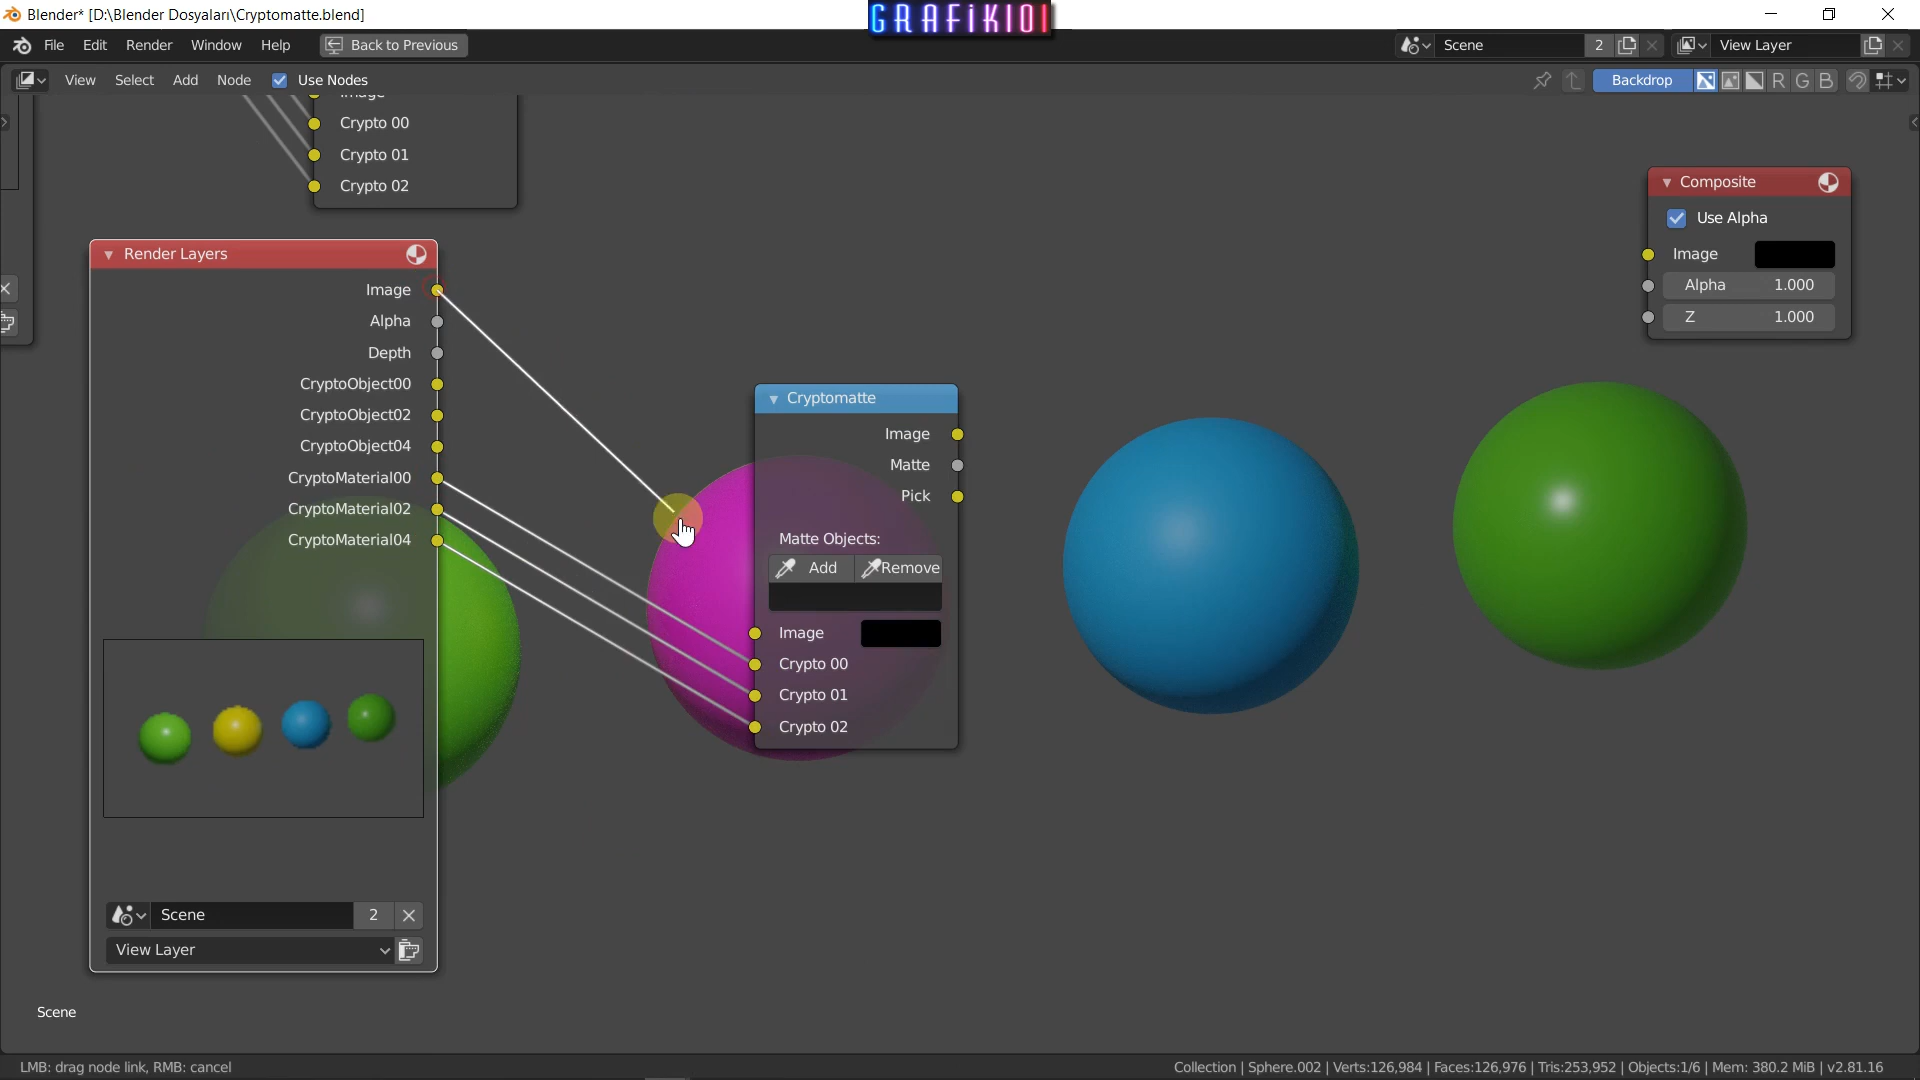 Blender* [D:\Blender Dosyaları\Cryptomatte.blend]
GRAFiK101
File Edit Render Window Help Back to Previous
Scene 2 View Layer
View Select Add Node Use Nodes
Backdrop R G B
Image
Crypto 00
Crypto 01
Crypto 02
Render Layers
Image
Alpha
Depth
CryptoObject00
CryptoObject02
CryptoObject04
CryptoMaterial00
CryptoMaterial02
CryptoMaterial04
Scene 2
View Layer
Cryptomatte
Image
Matte
Pick
Matte Objects:
Add Remove
Image
Crypto 00
Crypto 01
Crypto 02
Composite
Use Alpha
Image
Alpha 1.000
Z 1.000
Scene
LMB: drag node link, RMB: cancel
Collection | Sphere.002 | Verts:126,984 | Faces:126,976 | Tris:253,952 | Objects:1/6 | Mem: 380.2 MiB | v2.81.16